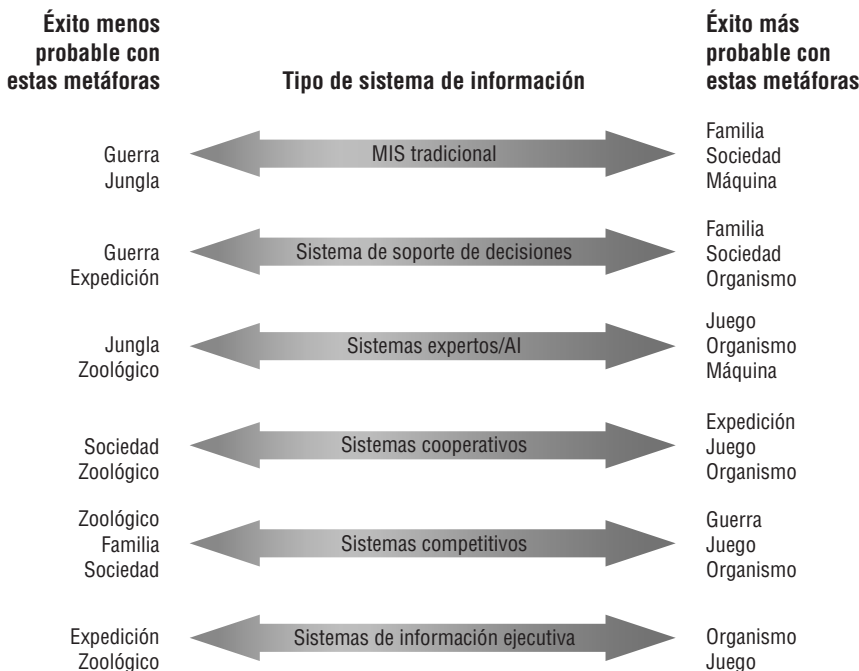 Éxito menos
probable con
estas metáforas
Tipo de sistema de información
Éxito más
probable con
estas metáforas
Guerra
Jungla
MIS tradicional
Familia
Sociedad
Máquina
Guerra
Expedición
Sistema de soporte de decisiones
Familia
Sociedad
Organismo
Jungla
Zoológico
Sistemas expertos/AI
Juego
Organismo
Máquina
Sociedad
Zoológico
Sistemas cooperativos
Expedición
Juego
Organismo
Zoológico
Familia
Sociedad
Sistemas competitivos
Guerra
Juego
Organismo
Expedición
Zoológico
Sistemas de información ejecutiva
Organismo
Juego